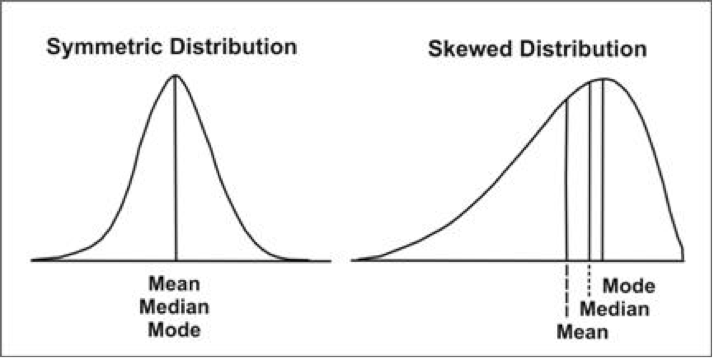 Symmetric Distribution
Mean
Median
Mode
Skewed Distribution
Mode
Median
Mean